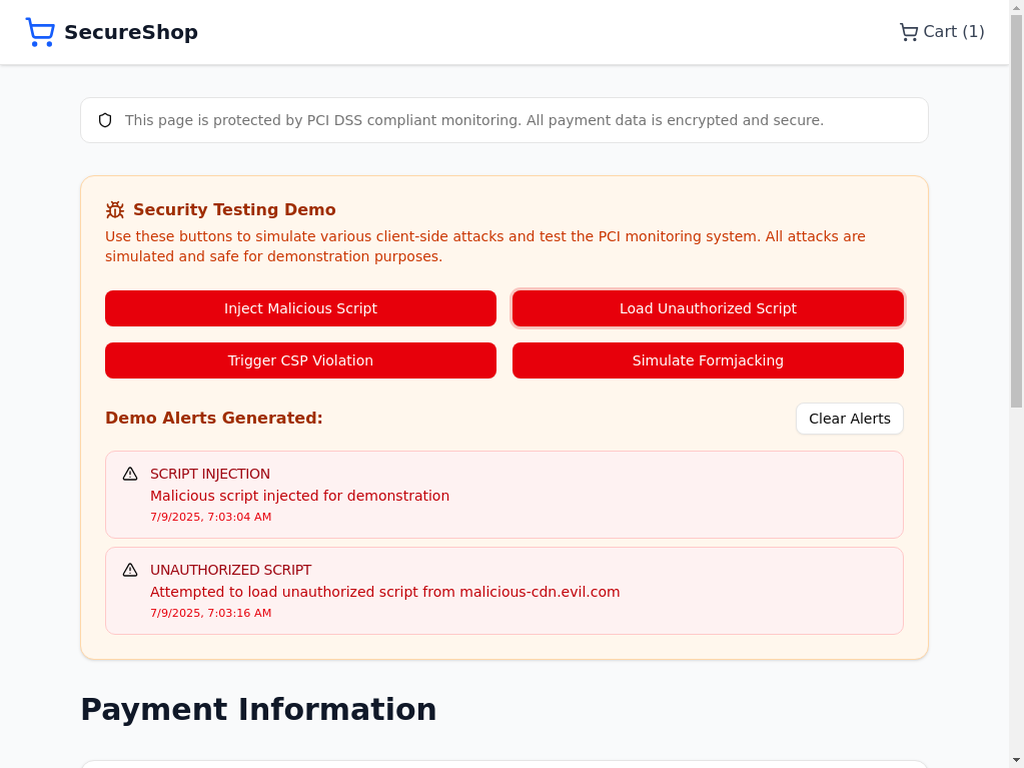 SecureShop
Cart (1)
This page is protected by PCI DSS compliant monitoring. All payment data is encrypted and secure.
Security Testing Demo
Use these buttons to simulate various client-side attacks and test the PCI monitoring system. All attacks are
simulated and safe for demonstration purposes.
Inject Malicious Script
Load Unauthorized Script
Trigger CSP Violation
Simulate Formjacking
Demo Alerts Generated:
Clear Alerts
SCRIPT INJECTION
Malicious script injected for demonstration
7/9/2025, 7:03:04 AM
UNAUTHORIZED SCRIPT
Attempted to load unauthorized script from malicious-cdn.evil.com
7/9/2025, 7:03:16 AM
Payment Information